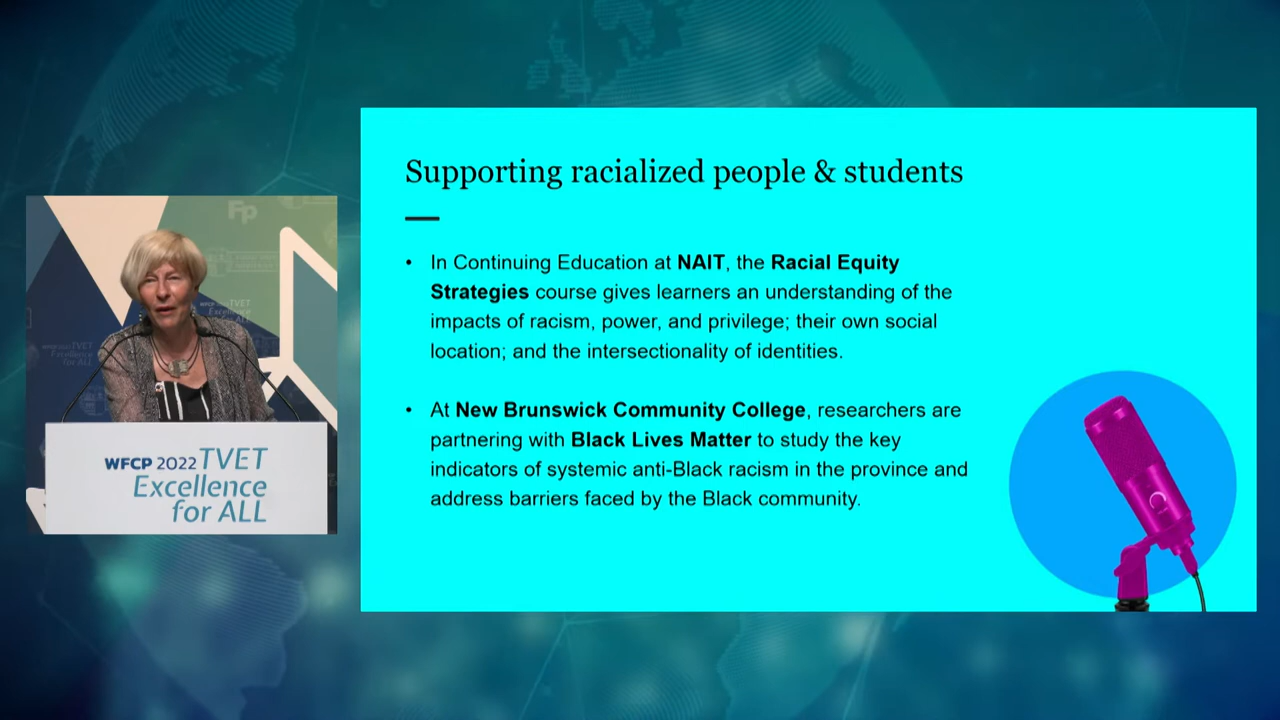 Supporting racialized people & students
• In Continuing Education at NAIT, the Racial Equity
Strategies course gives learners an understanding of the
impacts of racism, power, and privilege; their own social
location; and the intersectionality of identities.
• At New Brunswick Community College, researchers are
partnering with Black Lives Matter to study the key
indicators of systemic anti-Black racism in the province and
address barriers faced by the Black community.
Fp
WFCP 2022 TVET
Excellence
for ALL